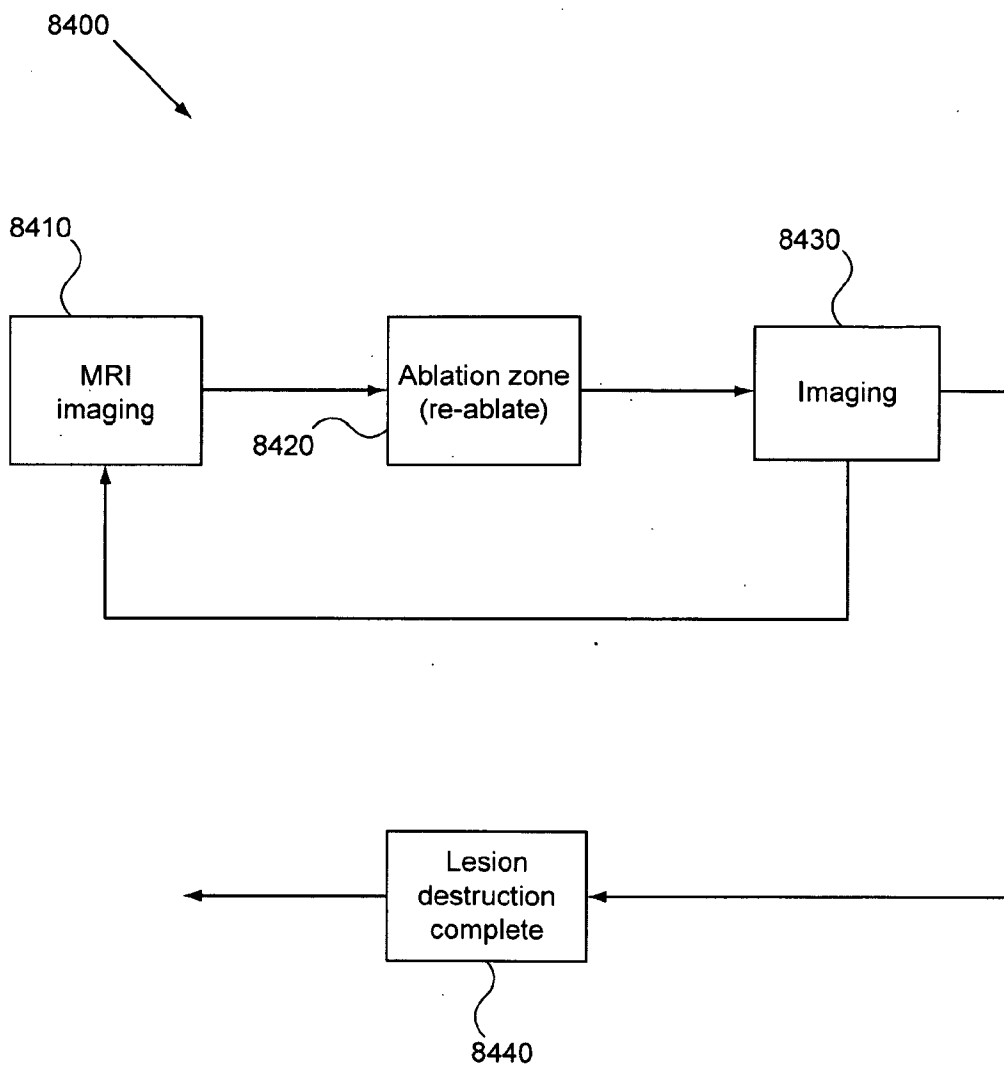 8400
8410
8430
MRI
imaging
Ablation zone
(re-ablate)
Imaging
8420
Lesion
destruction
complete
8440